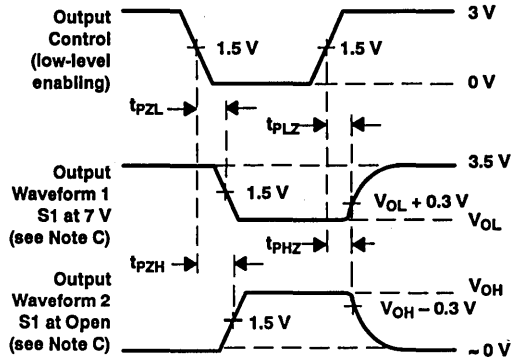 Output
Control
(low-level
enabling)
3 V
1.5 V
1.5 V
0 V
tPZL
tPLZ
Output
Waveform 1
S1 at 7 V
(see Note C)
3.5 V
1.5 V
VOL + 0.3 V
VOL
tPZH
tPHZ
Output
Waveform 2
S1 at Open
(see Note C)
VOH
VOH – 0.3 V
1.5 V
~ 0 V